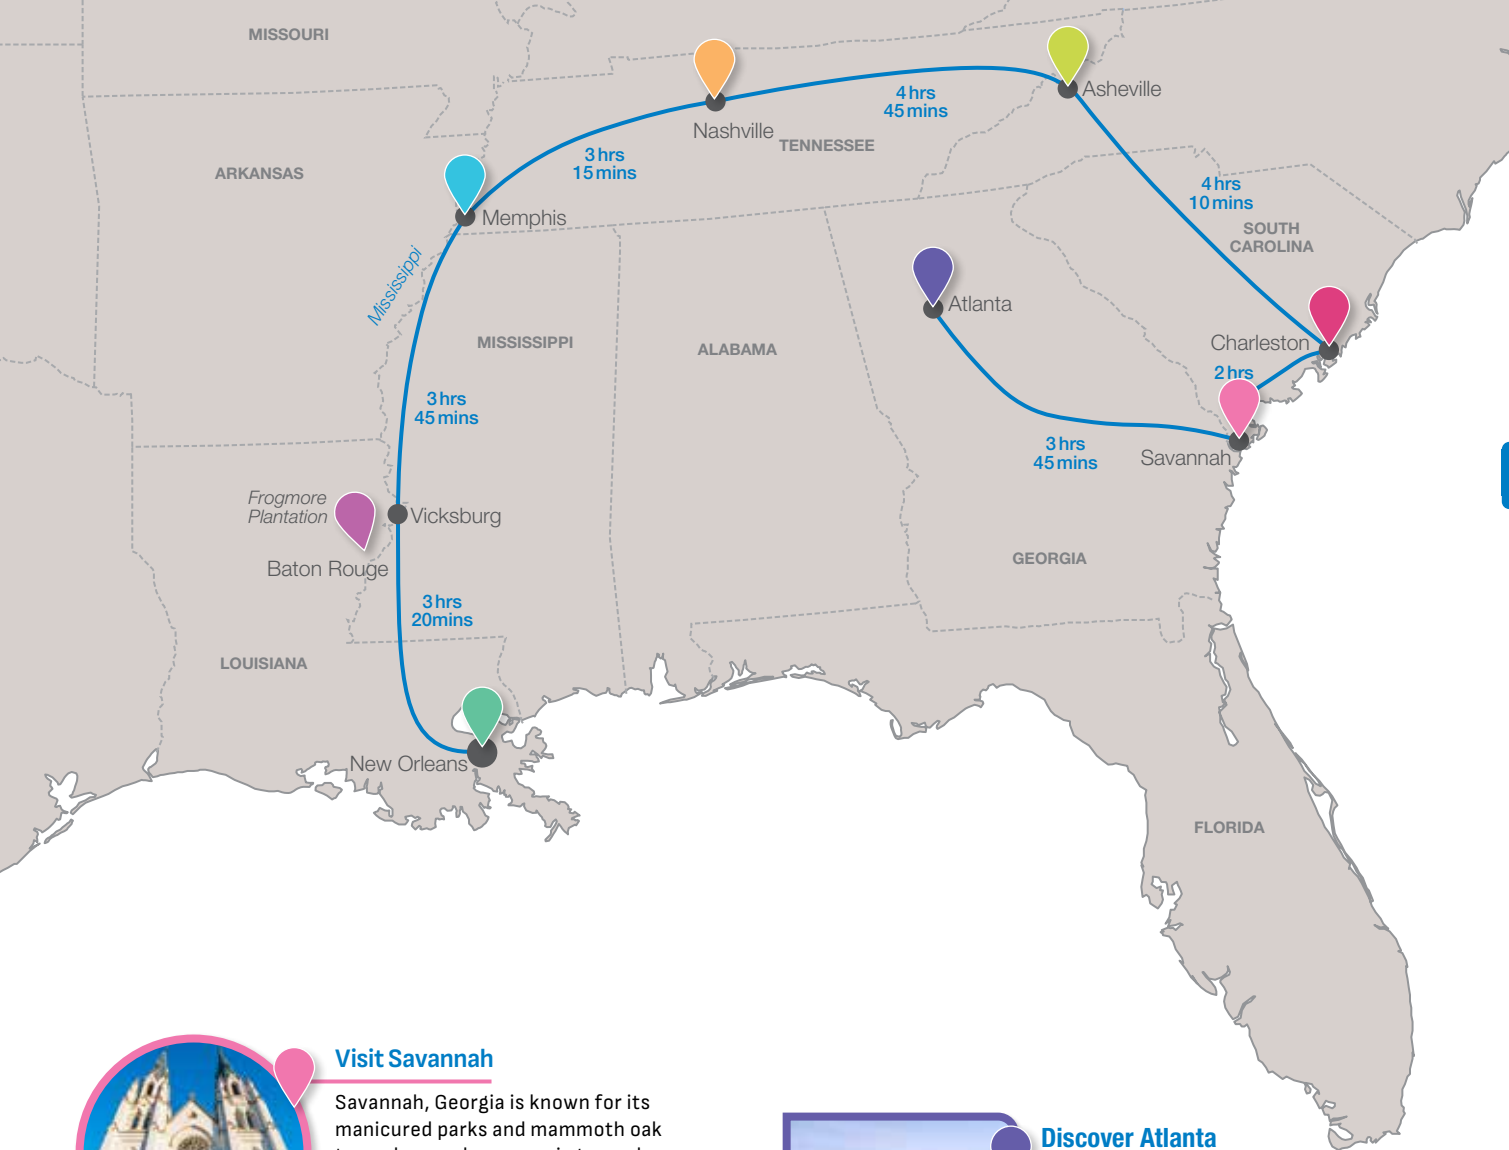 MISSOURI
Asheville
4 hrs
45 mins
Nashville
TENNESSEE
3 hrs
15 mins
ARKANSAS
4 hrs
10 mins
Memphis
SOUTH
CAROLINA
Mississippi
Atlanta
MISSISSIPPI
ALABAMA
Charleston
2 hrs
3 hrs
45 mins
3 hrs
45 mins
Savannah
Frogmore
Plantation
Vicksburg
Baton Rouge
GEORGIA
3 hrs
20mins
LOUISIANA
New Orleans
FLORIDA
Visit Savannah
Savannah, Georgia is known for its
manicured parks and mammoth oak
Discover Atlanta